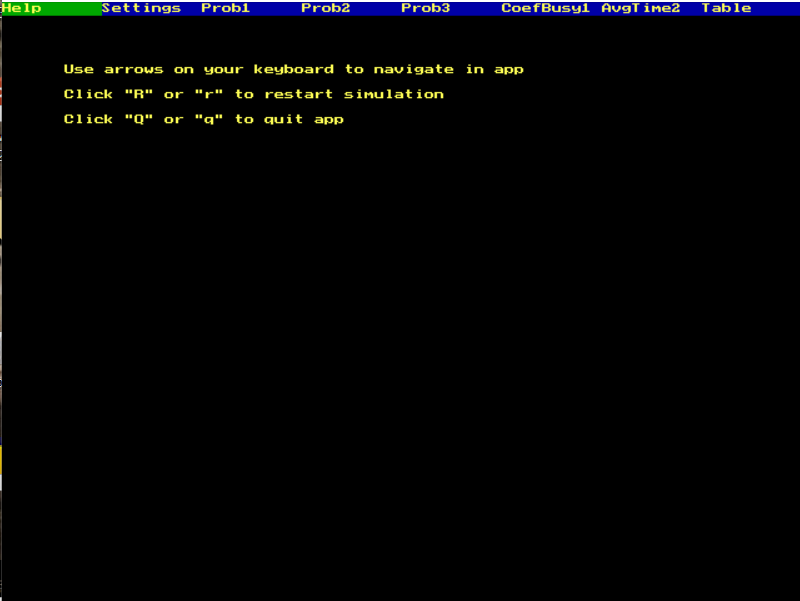 Help Settings Prob1 Prob2 Prob3 CoefBusy1 AvgTime2 Table
Use arrows on your keyboard to navigate in app
Click "R" or "r" to restart simulation
Click "Q" or "q" to quit app